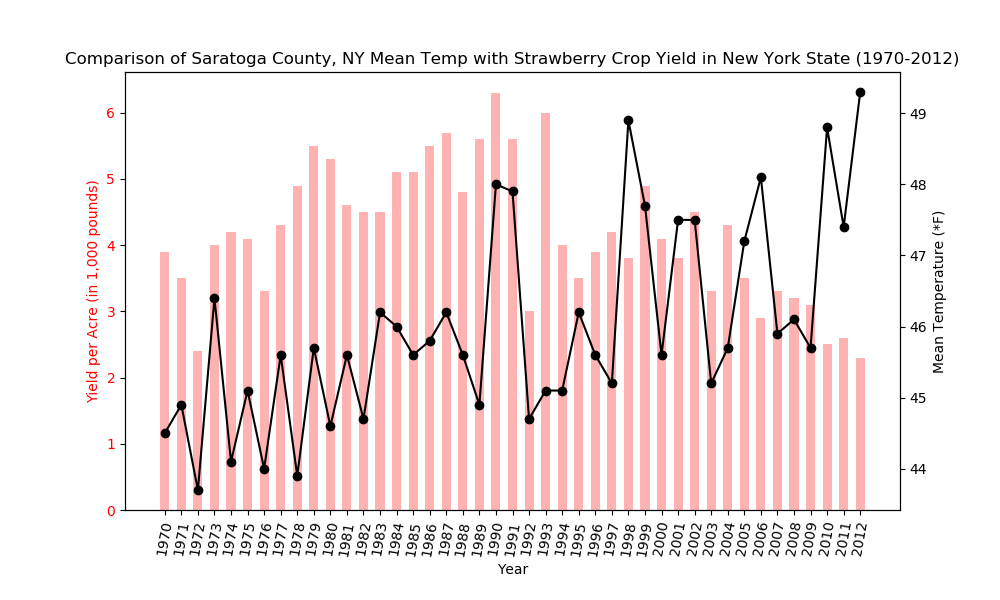 Comparison of Saratoga County, NY Mean Temp with Strawberry Crop Yield in New York State (1970-2012)
Yield per Acre (in 1,000 pounds)
6
5
4
3
2
1
0
49
48
47
46
45
44
Mean Temperature (*F)
1970 1971 1972 1973 1974 1975 1976 1977 1978 1979 1980 1981 1982 1983 1984 1985 1986 1987 1988 1989 1990 1991 1992 1993 1994 1995 1996 1997 1998 1999 2000 2001 2002 2003 2004 2005 2006 2007 2008 2009 2010 2011 2012
Year